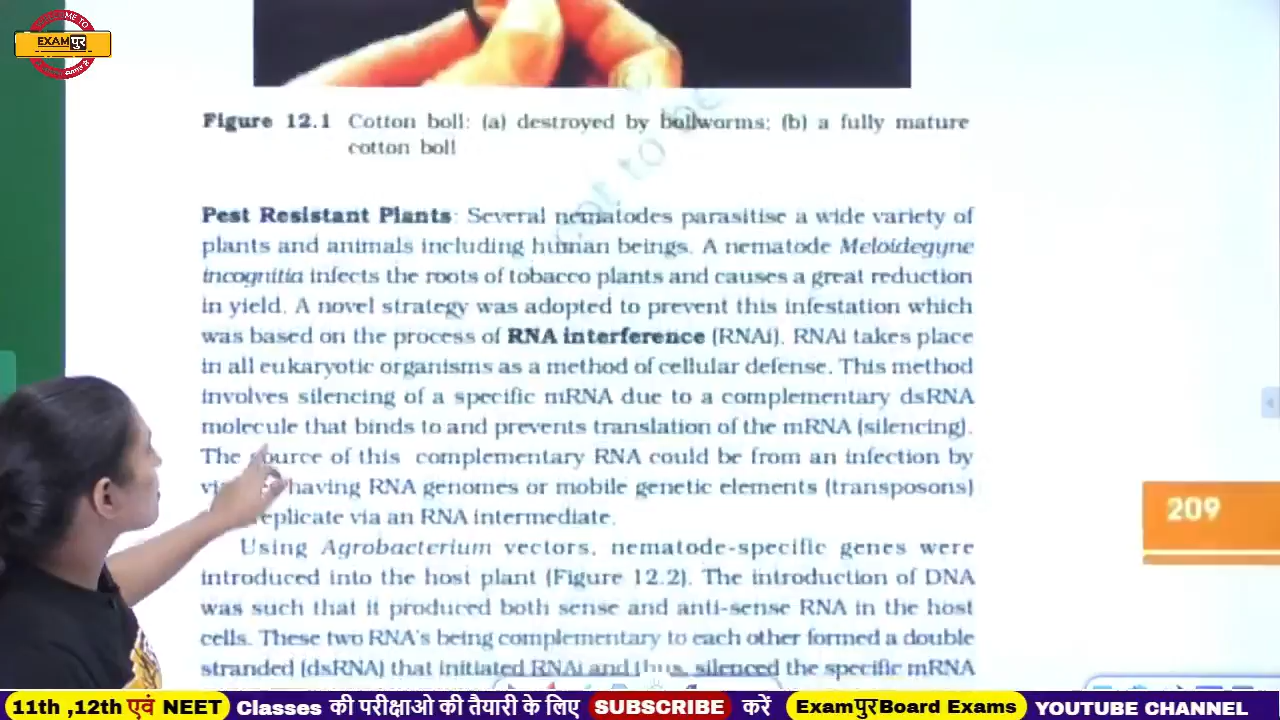 WELCOME TO
EXAMपुर
Figure 12.1 Cotton boll: (a) destroyed by bollworms; (b) a fully mature
cotton boll
Pest Resistant Plants: Several nematodes parasitise a wide variety of
plants and animals including human beings. A nematode Meloidegyne
incognitia infects the roots of tobacco plants and causes a great reduction
in yield. A novel strategy was adopted to prevent this infestation which
was based on the process of RNA interference (RNAi). RNAi takes place
in all eukaryotic organisms as a method of cellular defense. This method
involves silencing of a specific mRNA due to a complementary dsRNA
molecule that binds to and prevents translation of the mRNA (silencing).
The source of this complementary RNA could be from an infection by
having RNA genomes or mobile genetic elements (transposons)
replicate via an RNA intermediate.
209
Using Agrobacterium vectors, nematode-specific genes were
introduced into the host plant (Figure 12.2). The introduction of DNA
was such that it produced both sense and anti-sense RNA in the host
cells. These two RNA's being complementary to each other formed a double
stranded (dsRNA) that initiated RNAi and thus, silenced the specific mRNA
11th ,12th एवं NEET Classes की परीक्षाओ की तैयारी के लिए SUBSCRIBE करें ExamपुरBoard Exams YOUTUBE CHANNEL